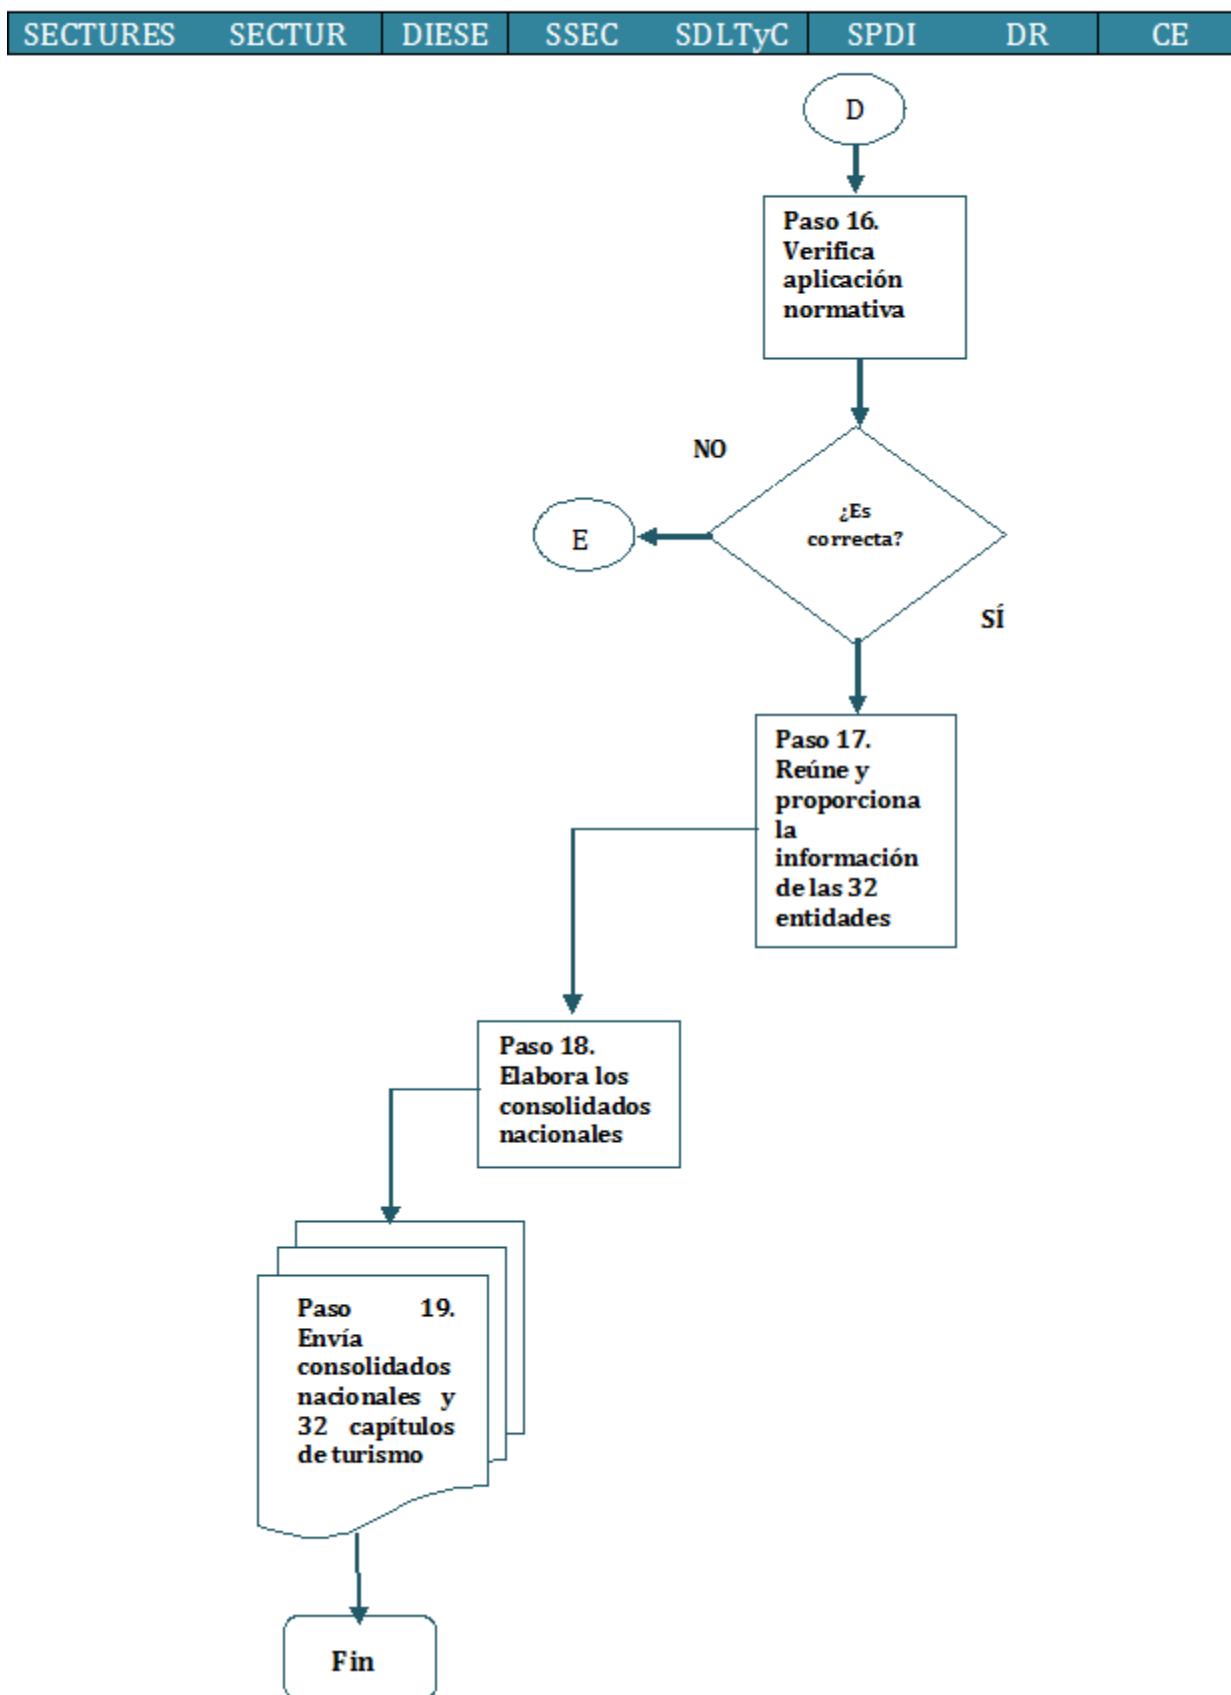 SECTURES SECTUR DIESE SSEC SDLTyC SPDI DR CE
D
Paso 16.
Verifica
aplicación
normativa
NO
¿Es
correcta?
E
SÍ
Paso 17.
Reúne y
proporciona
la
información
de las 32
entidades
Paso 18.
Elabora los
consolidados
nacionales
Paso 19.
Envía
consolidados
nacionales y
32 capítulos
de turismo
Fin